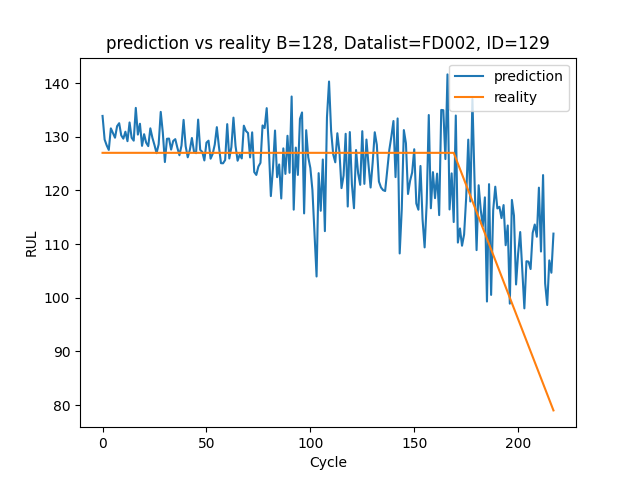 prediction vs reality B=128, Datalist=FD002, ID=129
prediction
reality
140
130
120
110
100
90
80
RUL
0 50 100 150 200
Cycle